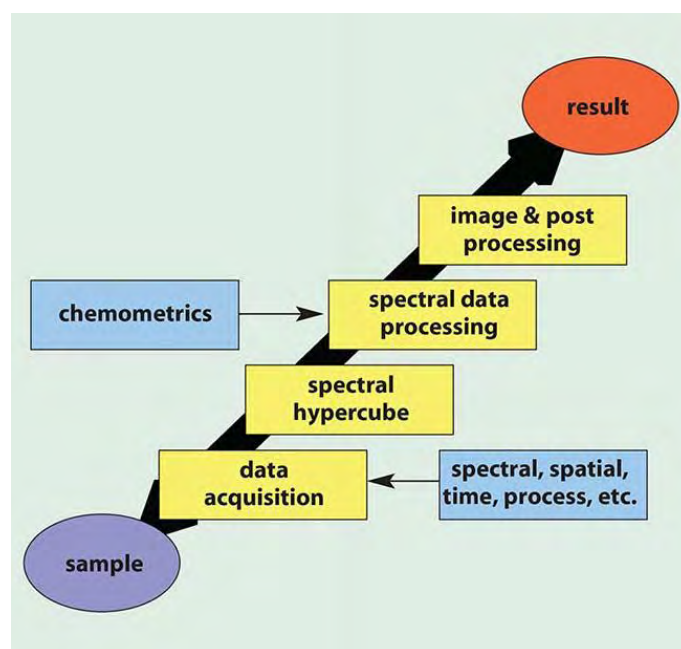 result
image & post
processing
chemometrics
spectral data
processing
spectral
hypercube
data
acquisition
spectral, spatial,
time, process, etc.
sample